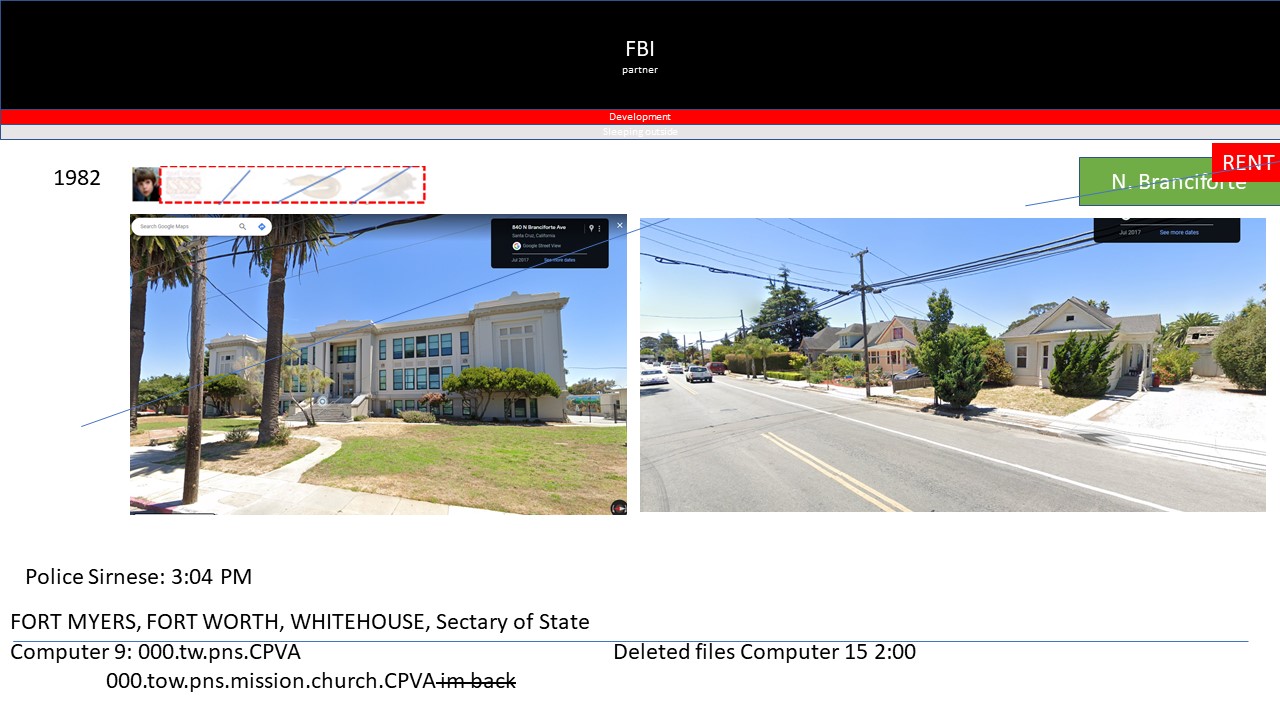 FBI
partner
Development
Sleeping outside
1982
$$$$
RENT
N. Branciforte
Search Google Maps
840 N Branciforte Ave
Santa Cruz, California
Google Street View
Jul 2017 See more dates
Jul 2017 See more dates
Police Sirnese: 3:04 PM
FORT MYERS, FORT WORTH, WHITEHOUSE, Sectary of State
Computer 9: 000.tw.pns.CPVA
Deleted files Computer 15 2:00
000.tow.pns.mission.church.CPVA im back